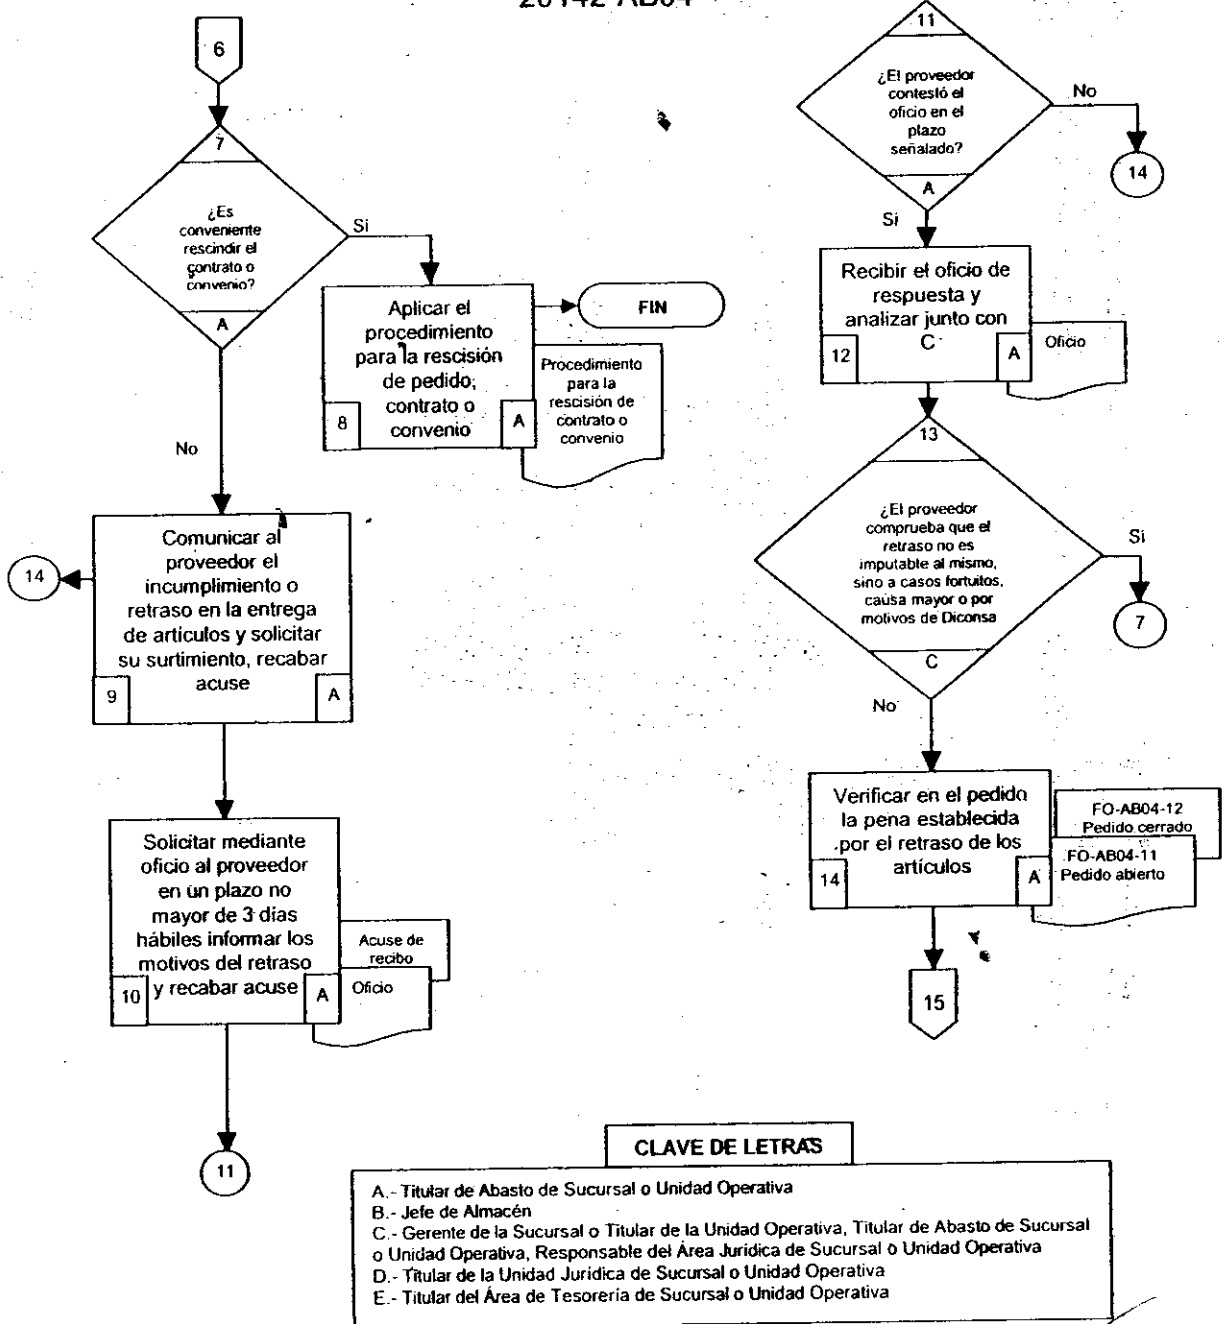 20142-AB04
6
7
¿Es
conveniente
rescindir el
contrato o
convenio?
A
Si
No
Aplicar el
procedimiento
para la rescisión
de pedido,
contrato o
convenio
8
A
FIN
Procedimiento
para la
rescisión de
contrato o
convenio
14
Comunicar al
proveedor el
incumplimiento o
retraso en la entrega
de artículos y solicitar
su surtimiento, recabar
acuse
9
A
Solicitar mediante
oficio al proveedor
en un plazo no
mayor de 3 días
hábiles informar los
motivos del retraso
y recabar acuse
10
A
Acuse de
recibo
Oficio
11
11
¿El proveedor
contestó el
oficio en el
plazo
señalado?
A
No
14
Si
Recibir el oficio de
respuesta y
analizar junto con
C
12
A
Oficio
13
¿El proveedor
comprueba que el
retraso no es
imputable al mismo,
sino a casos fortuitos,
causa mayor o por
motivos de Diconsa
C
Si
7
No
Verificar en el pedido
la pena establecida
por el retraso de los
artículos
14
A
FO-AB04-12
Pedido cerrado
FO-AB04-11
Pedido abierto
15
CLAVE DE LETRAS
A.- Titular de Abasto de Sucursal o Unidad Operativa
B.- Jefe de Almacén
C.- Gerente de la Sucursal o Titular de la Unidad Operativa, Titular de Abasto de Sucursal
o Unidad Operativa, Responsable del Área Jurídica de Sucursal o Unidad Operativa
D.- Titular de la Unidad Jurídica de Sucursal o Unidad Operativa
E.- Titular del Área de Tesorería de Sucursal o Unidad Operativa